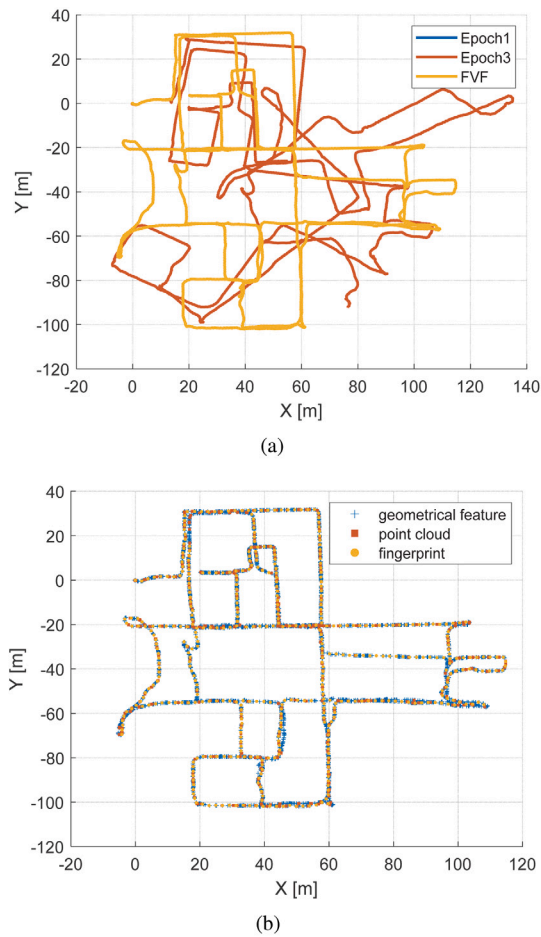 40
20
0
-20
-40
-60
-80
-100
-120
Y [m]
-20 0 20 40 60 80 100 120 140
X [m]
Epoch1
Epoch3
FVF
(a)
40
20
0
-20
-40
-60
-80
-100
-120
Y [m]
-20 0 20 40 60 80 100 120
X [m]
geometrical feature
point cloud
fingerprint
(b)